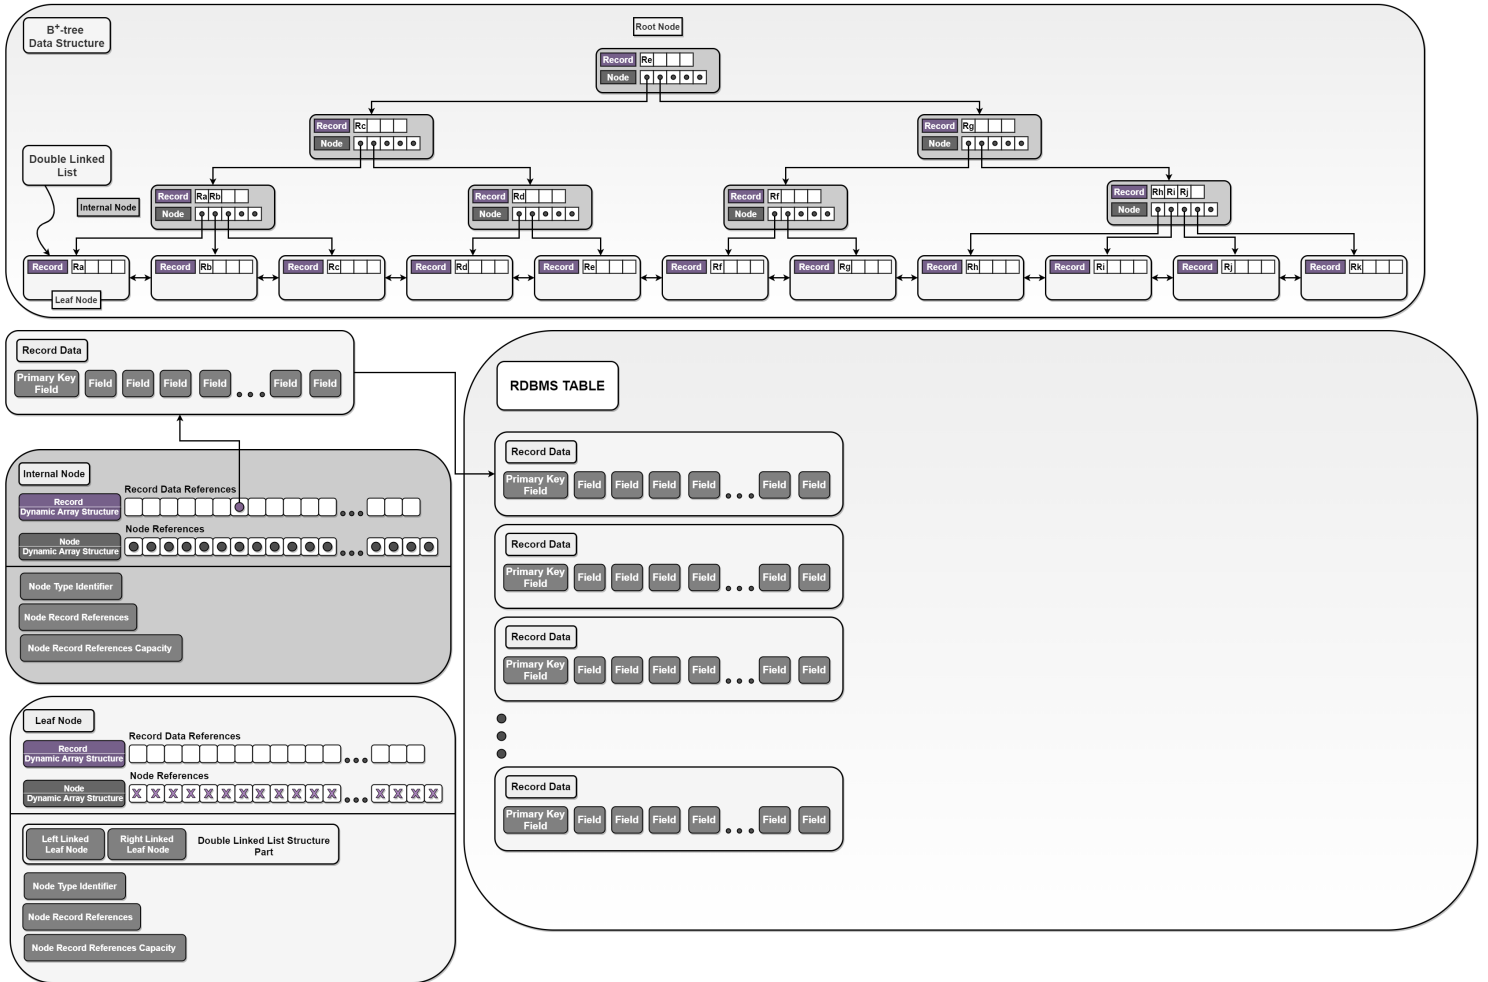 B+-tree
Data Structure
Root Node
Record Re
Node
Record Rc
Node
Record Rg
Node
Double Linked
List
Internal Node
Record Ra Rb
Node
Record Rd
Node
Record Rf
Node
Record Rh Ri Rj
Node
Record Ra
Record Rb
Record Rc
Record Rd
Record Re
Record Rf
Record Rg
Record Rh
Record Ri
Record Rj
Record Rk
Leaf Node
Record Data
Primary Key
Field
Field
Field
Field
Field
Field
Field
Internal Node
Record Data References
Record
Dynamic Array Structure
Node References
Node
Dynamic Array Structure
Node Type Identifier
Node Record References
Node Record References Capacity
Leaf Node
Record Data References
Record
Dynamic Array Structure
Node References
Node
Dynamic Array Structure
X X X X X X X X X X X X X X X X
Left Linked
Leaf Node
Right Linked
Leaf Node
Double Linked List Structure
Part
Node Type Identifier
Node Record References
Node Record References Capacity
RDBMS TABLE
Record Data
Primary Key
Field
Field
Field
Field
Field
Field
Field
Record Data
Primary Key
Field
Field
Field
Field
Field
Field
Field
Record Data
Primary Key
Field
Field
Field
Field
Field
Field
Field
Record Data
Primary Key
Field
Field
Field
Field
Field
Field
Field